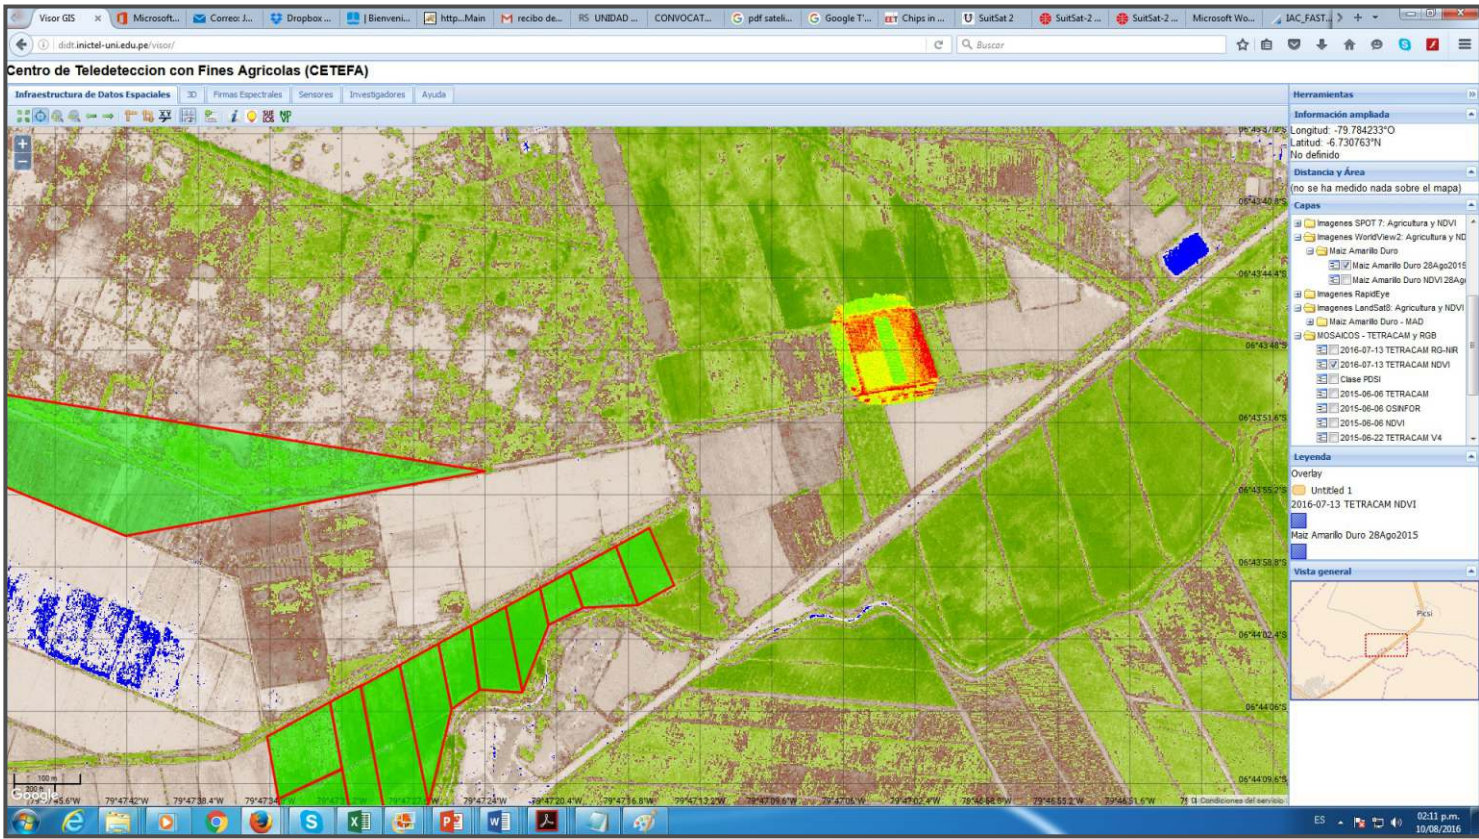 Visor GIS
Microsoft...
Correo: J...
Dropbox ...
| Bienveni...
http...Main
recibo de...
RS UNIDAD ...
CONVOCAT...
pdf sateli...
Google T'...
Chips in ...
SuitSat 2
SuitSat-2 ...
SuitSat-2 ...
Microsoft Wo...
IAC_FAST...
didt.inictel-uni.edu.pe/visor/
Buscar
Centro de Teledeteccion con Fines Agricolas (CETEFA)
Infraestructura de Datos Espaciales
3D
Firmas Espectrales
Sensores
Investigadores
Ayuda
Herramientas
Información ampliada
Longitud: -79.784233°O
Latitud: -6.730763°N
No definido
Distancia y Área
(no se ha medido nada sobre el mapa)
Capas
Imagenes SPOT 7: Agricultura y NDVI
Imagenes WorldView2: Agricultura y ND
Maiz Amarillo Duro
Maiz Amarillo Duro 28Ago2015
Maiz Amarillo Duro NDVI 28Ag
Imagenes RapidEye
Imagenes LandSat8: Agricultura y NDVI
Maiz Amarillo Duro - MAD
MOSAICOS - TETRACAM y RGB
2016-07-13 TETRACAM RG-NIR
2016-07-13 TETRACAM NDVI
Clase PDSI
2015-06-06 TETRACAM
2015-06-06 OSINFOR
2015-06-06 NDVI
2015-06-22 TETRACAM V4
Leyenda
Overlay
Untitled 1
2016-07-13 TETRACAM NDVI
Maiz Amarillo Duro 28Ago2015
Vista general
Picsi
06°43'37.2"S
06°43'40.8"S
06°43'44.4"S
06°43'48"S
06°43'51.6"S
06°43'55.2"S
06°43'58.8"S
06°44'02.4"S
06°44'06"S
06°44'09.6"S
100 m
200 ft
Google
79°47'42"W
79°47'38.4"W
79°47'24"W
79°47'20.4"W
79°47'16.8"W
79°47'13.2"W
79°47'09.6"W
79°47'06"W
79°47'02.4"W
79°46'55.2"W
79°46'51.6"W
Condiciones del servicio
ES
02:11 p.m.
10/08/2016